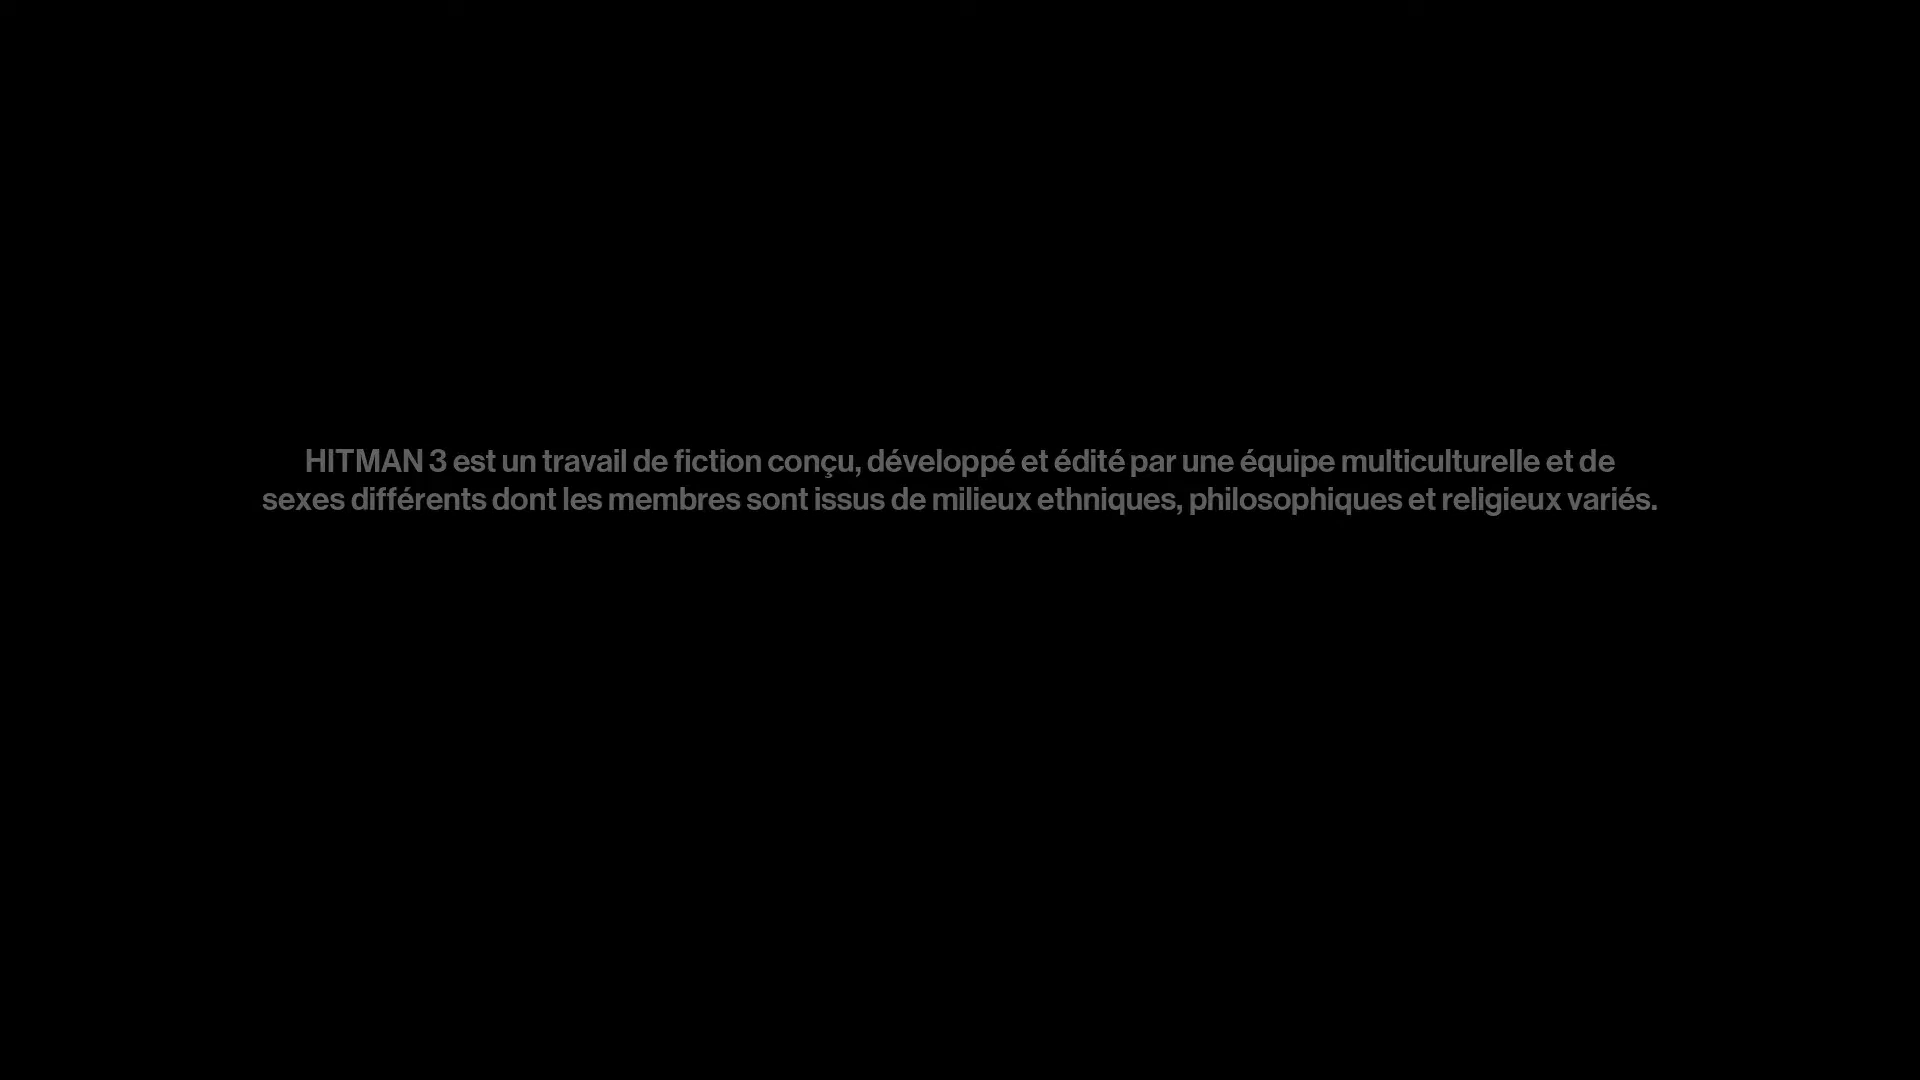 HITMAN 3 est un travail de fiction conçu, développé et édité par une équipe multiculturelle et de
sexes différents dont les membres sont issus de milieux ethniques, philosophiques et religieux variés.